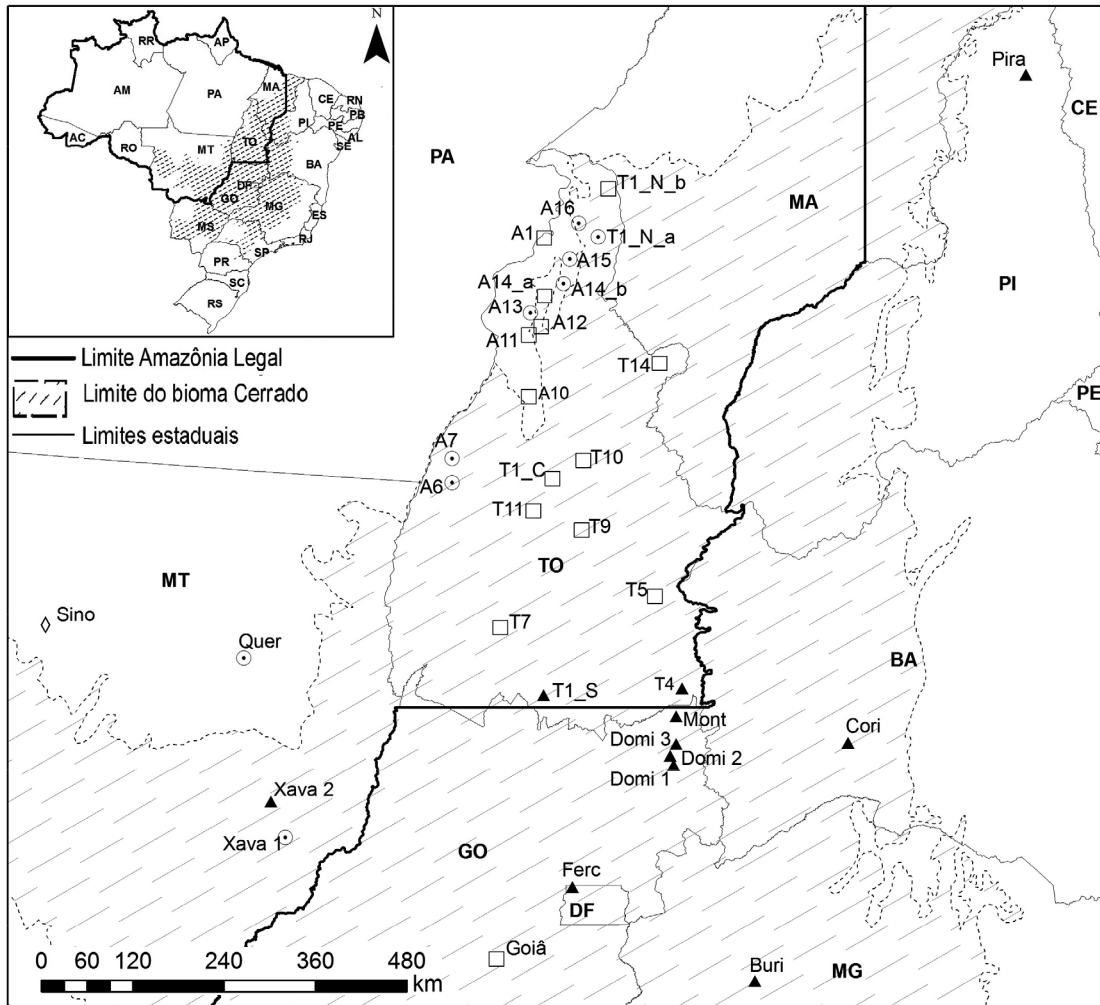 N
RR
AP
AM
PA
MA
CE
RN
PB
PE
AL
SE
PI
AC
RO
TO
MT
BA
DF
GO
MG
ES
MS
RJ
SP
PR
SC
RS
Limite Amazônia Legal
Limite do bioma Cerrado
Limites estaduais
Pira
CE
PA
MA
PI
PE
T1_N_b
A16
T1_N_a
A1
A15
A14_a
A14_b
A13
A12
A11
T14
A10
A7
A6
T10
T1_C
T11
T9
TO
MT
T5
Sino
Quer
T7
BA
T1_S
T4
Mont
Cori
Domi 3
Domi 2
Domi 1
Xava 2
Xava 1
GO
Ferc
DF
Goiâ
Buri
MG
0 60 120 240 360 480
km